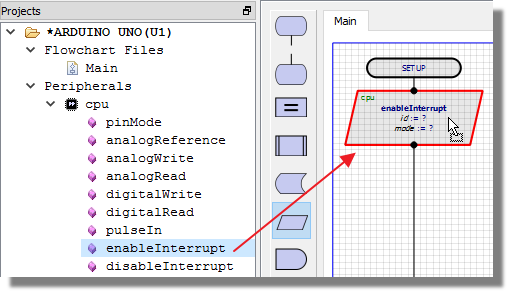 Projects
*ARDUINO UNO(U1)
Flowchart Files
Main
Peripherals
cpu
pinMode
analogReference
analogWrite
analogRead
digitalWrite
digitalRead
pulseIn
enableInterrupt
disableInterrupt
Main
SETUP
cpu
enableInterrupt
id := ?
mode := ?